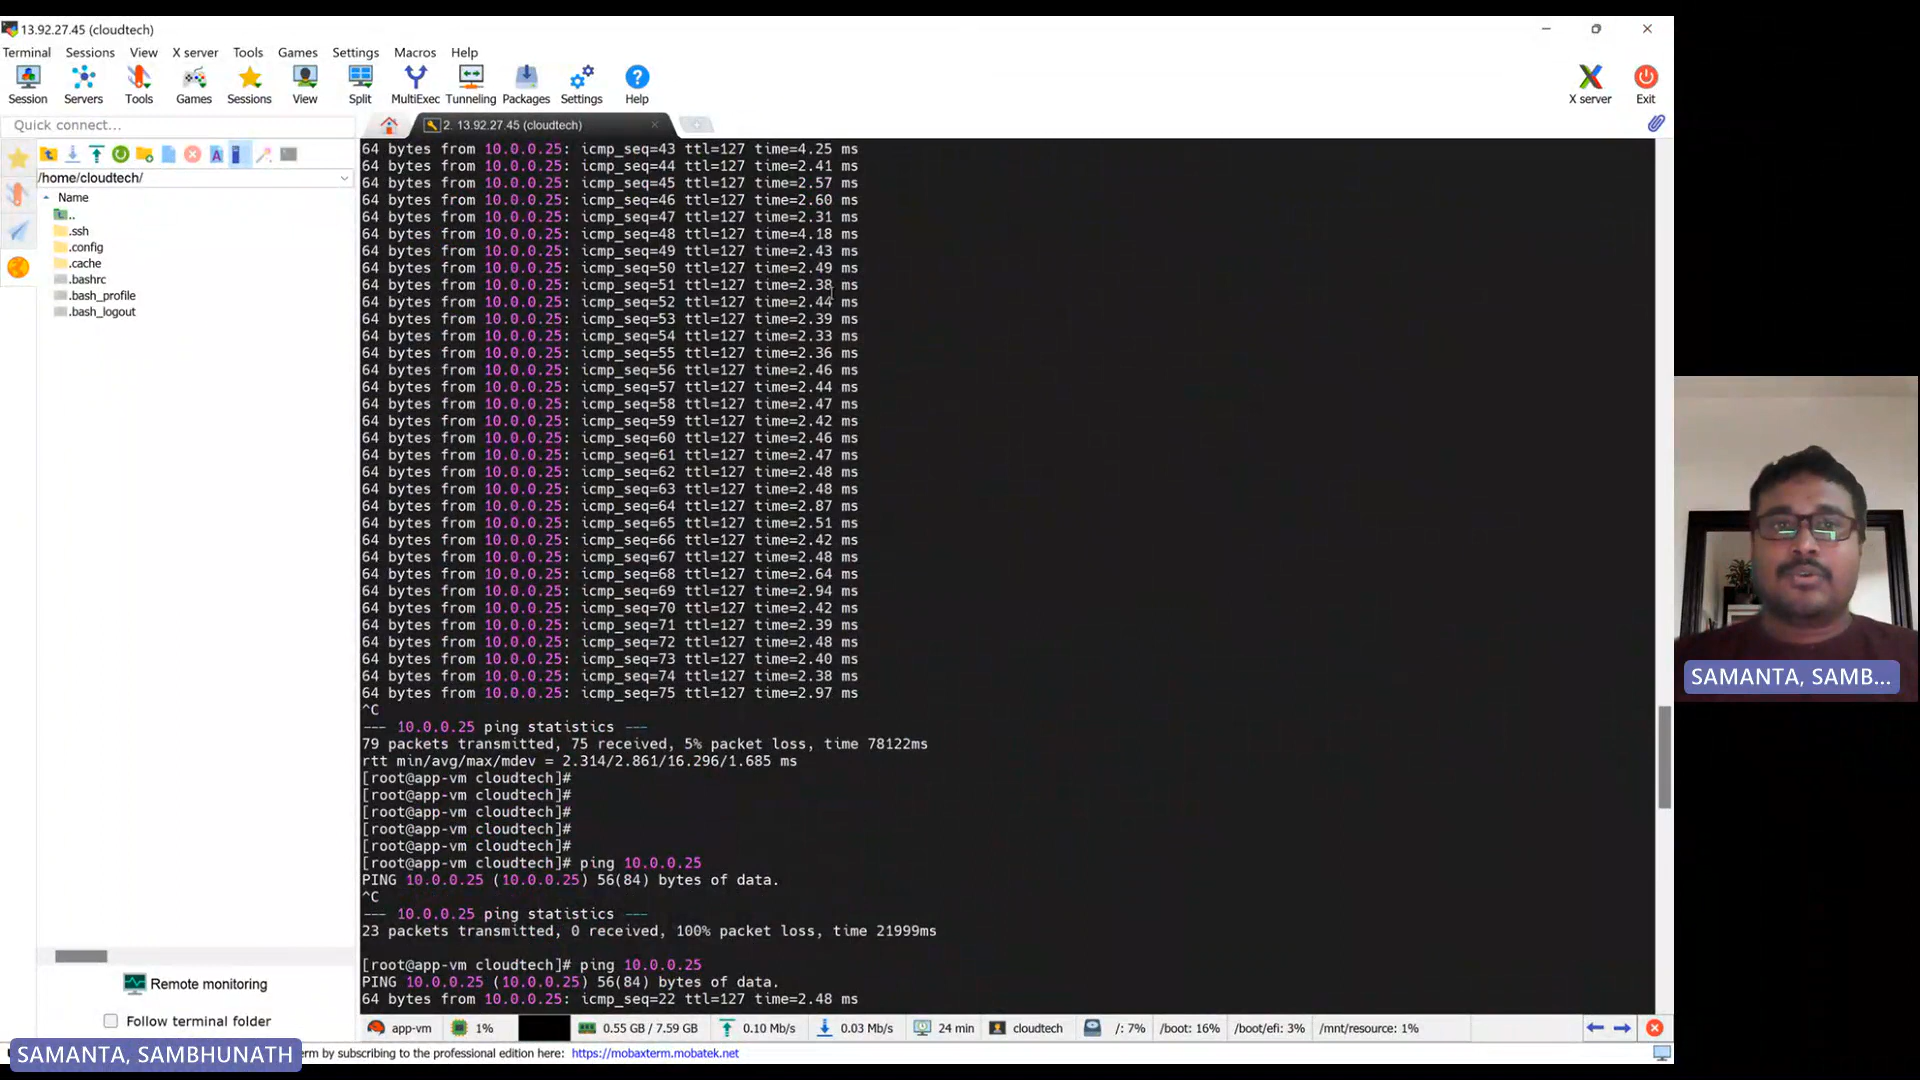 13.92.27.45 (cloudtech)
Terminal Sessions View X server Tools Games Settings Macros Help
Session Servers Tools Games Sessions View Split MultiExec Tunneling Packages Settings Help X server Exit
Quick connect...
2. 13.92.27.45 (cloudtech)
/home/cloudtech/
Name
..
.ssh
.config
.cache
.bashrc
.bash_profile
.bash_logout
64 bytes from 10.0.0.25: icmp_seq=43 ttl=127 time=4.25 ms
64 bytes from 10.0.0.25: icmp_seq=44 ttl=127 time=2.41 ms
64 bytes from 10.0.0.25: icmp_seq=45 ttl=127 time=2.57 ms
64 bytes from 10.0.0.25: icmp_seq=46 ttl=127 time=2.60 ms
64 bytes from 10.0.0.25: icmp_seq=47 ttl=127 time=2.31 ms
64 bytes from 10.0.0.25: icmp_seq=48 ttl=127 time=4.18 ms
64 bytes from 10.0.0.25: icmp_seq=49 ttl=127 time=2.43 ms
64 bytes from 10.0.0.25: icmp_seq=50 ttl=127 time=2.49 ms
64 bytes from 10.0.0.25: icmp_seq=51 ttl=127 time=2.38 ms
64 bytes from 10.0.0.25: icmp_seq=52 ttl=127 time=2.44 ms
64 bytes from 10.0.0.25: icmp_seq=53 ttl=127 time=2.39 ms
64 bytes from 10.0.0.25: icmp_seq=54 ttl=127 time=2.33 ms
64 bytes from 10.0.0.25: icmp_seq=55 ttl=127 time=2.36 ms
64 bytes from 10.0.0.25: icmp_seq=56 ttl=127 time=2.46 ms
64 bytes from 10.0.0.25: icmp_seq=57 ttl=127 time=2.44 ms
64 bytes from 10.0.0.25: icmp_seq=58 ttl=127 time=2.47 ms
64 bytes from 10.0.0.25: icmp_seq=59 ttl=127 time=2.42 ms
64 bytes from 10.0.0.25: icmp_seq=60 ttl=127 time=2.46 ms
64 bytes from 10.0.0.25: icmp_seq=61 ttl=127 time=2.47 ms
64 bytes from 10.0.0.25: icmp_seq=62 ttl=127 time=2.48 ms
64 bytes from 10.0.0.25: icmp_seq=63 ttl=127 time=2.48 ms
64 bytes from 10.0.0.25: icmp_seq=64 ttl=127 time=2.87 ms
64 bytes from 10.0.0.25: icmp_seq=65 ttl=127 time=2.51 ms
64 bytes from 10.0.0.25: icmp_seq=66 ttl=127 time=2.42 ms
64 bytes from 10.0.0.25: icmp_seq=67 ttl=127 time=2.48 ms
64 bytes from 10.0.0.25: icmp_seq=68 ttl=127 time=2.64 ms
64 bytes from 10.0.0.25: icmp_seq=69 ttl=127 time=2.94 ms
64 bytes from 10.0.0.25: icmp_seq=70 ttl=127 time=2.42 ms
64 bytes from 10.0.0.25: icmp_seq=71 ttl=127 time=2.39 ms
64 bytes from 10.0.0.25: icmp_seq=72 ttl=127 time=2.48 ms
64 bytes from 10.0.0.25: icmp_seq=73 ttl=127 time=2.40 ms
64 bytes from 10.0.0.25: icmp_seq=74 ttl=127 time=2.38 ms
64 bytes from 10.0.0.25: icmp_seq=75 ttl=127 time=2.97 ms
^C
--- 10.0.0.25 ping statistics ---
79 packets transmitted, 75 received, 5% packet loss, time 78122ms
rtt min/avg/max/mdev = 2.314/2.861/16.296/1.685 ms
[root@app-vm cloudtech]#
[root@app-vm cloudtech]#
[root@app-vm cloudtech]#
[root@app-vm cloudtech]#
[root@app-vm cloudtech]#
[root@app-vm cloudtech]# ping 10.0.0.25
PING 10.0.0.25 (10.0.0.25) 56(84) bytes of data.
^C
--- 10.0.0.25 ping statistics ---
23 packets transmitted, 0 received, 100% packet loss, time 21999ms
[root@app-vm cloudtech]# ping 10.0.0.25
PING 10.0.0.25 (10.0.0.25) 56(84) bytes of data.
64 bytes from 10.0.0.25: icmp_seq=22 ttl=127 time=2.48 ms
Remote monitoring
Follow terminal folder
app-vm 1% 0.55 GB / 7.59 GB 0.10 Mb/s 0.03 Mb/s 24 min cloudtech /: 7% /boot: 16% /boot/efi: 3% /mnt/resource: 1%
SAMANTA, SAMBHUNATH
by subscribing to the professional edition here: https://mobaxterm.mobatek.net
SAMANTA, SAMB...